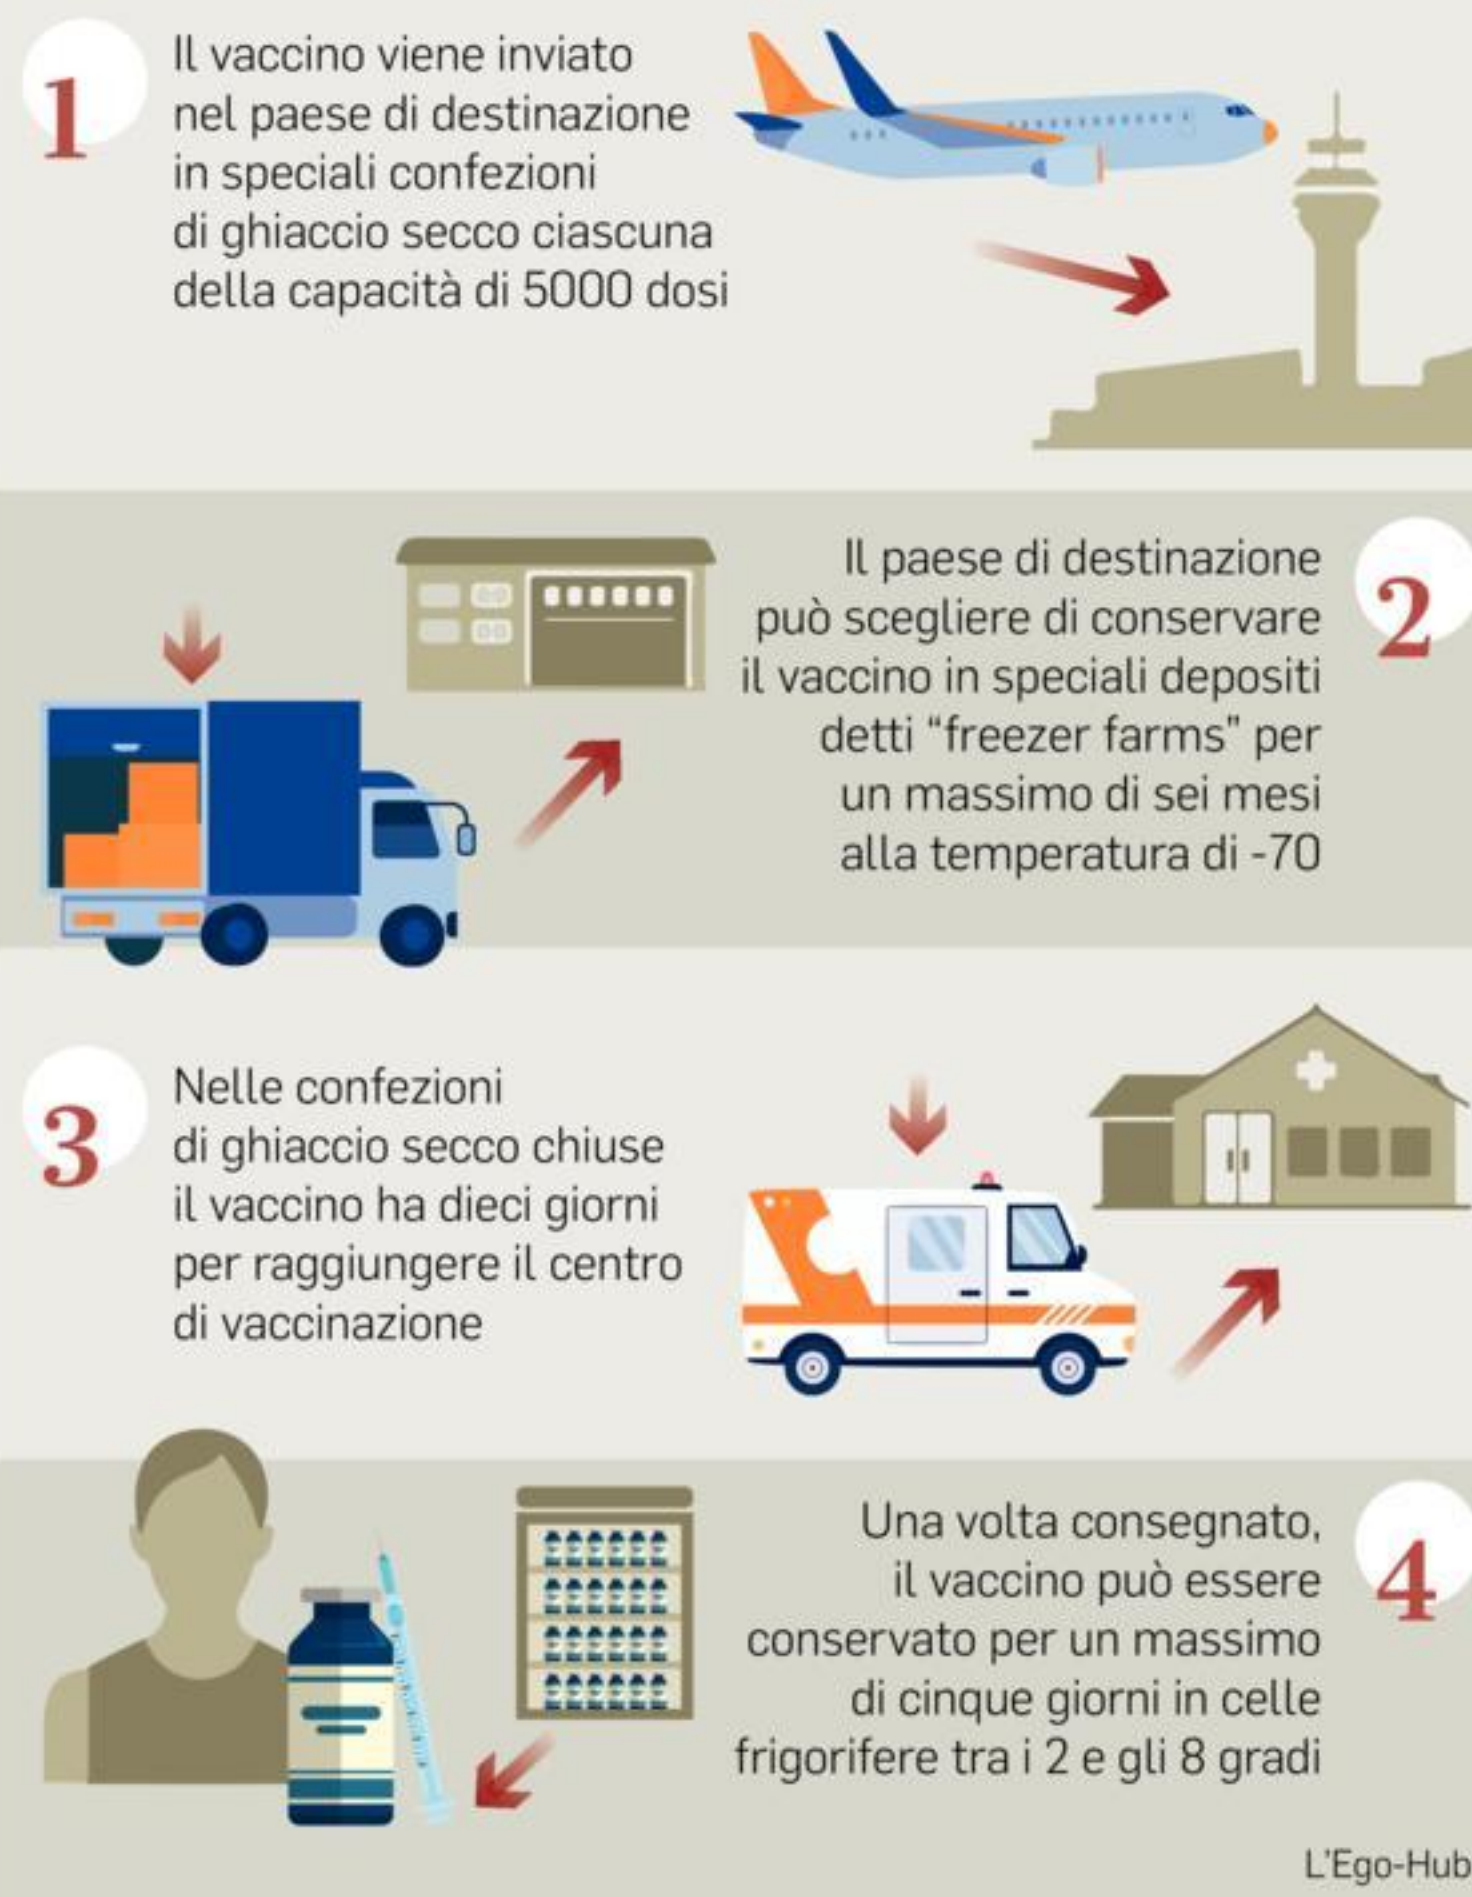 1
Il vaccino viene inviato
nel paese di destinazione
in speciali confezioni
di ghiaccio secco ciascuna
della capacità di 5000 dosi
2
Il paese di destinazione
può scegliere di conservare
il vaccino in speciali depositi
detti “freezer farms” per
un massimo di sei mesi
alla temperatura di -70
3
Nelle confezioni
di ghiaccio secco chiuse
il vaccino ha dieci giorni
per raggiungere il centro
di vaccinazione
4
Una volta consegnato,
il vaccino può essere
conservato per un massimo
di cinque giorni in celle
frigorifere tra i 2 e gli 8 gradi
L'Ego-Hub